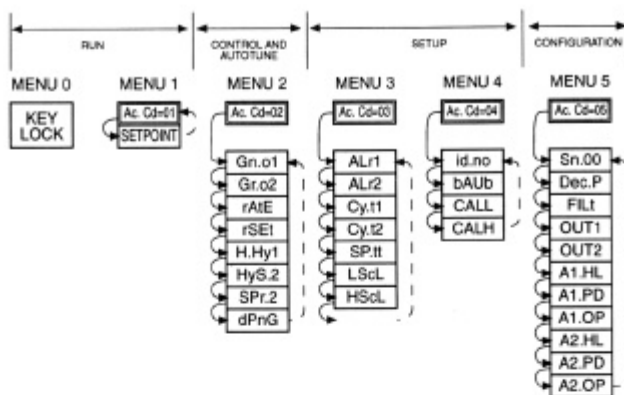 RUN
CONTROL AND
AUTOTUNE
SETUP
CONFIGURATION
MENU 0
MENU 1
MENU 2
MENU 3
MENU 4
MENU 5
KEY
LOCK
Ac. Cd=01
SETPOINT
Ac. Cd=02
Gn.o1
Gr.o2
rAtE
rSEt
H.Hy1
HyS.2
SPr.2
dPnG
Ac. Cd=03
ALr1
ALr2
Cy.t1
Cy.t2
SP.tt
LScL
HScL
Ac. Cd=04
id.no
bAUb
CALL
CALH
Ac. Cd=05
Sn.00
Dec.P
FILt
OUT1
OUT2
A1.HL
A1.PD
A1.OP
A2.HL
A2.PD
A2.OP